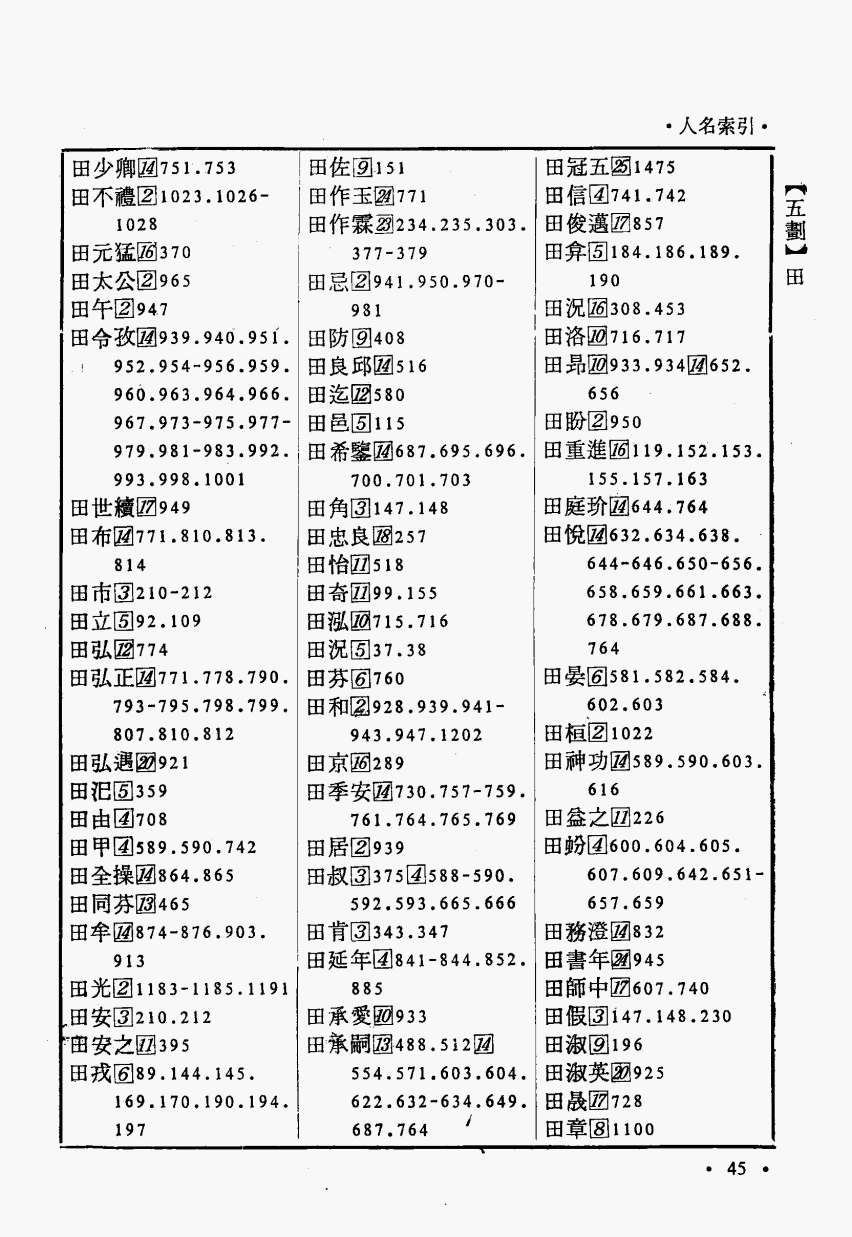 ·人名索引·
【五劃】田
田少卿[14]751.753
田不禮[2]1023.1026-
1028
田元猛[16]370
田太公[2]965
田午[2]947
田令孜[14]939.940.951.
952.954-956.959.
960.963.964.966.
967.973-975.977-
979.981-983.992.
993.998.1001
田世續[17]949
田布[14]771.810.813.
814
田市[3]210-212
田立[5]92.109
田弘[12]774
田弘正[14]771.778.790.
793-795.798.799.
807.810.812
田弘遇[20]921
田汜[5]359
田由[4]708
田甲[4]589.590.742
田全操[14]864.865
田同芬[13]465
田牟[14]874-876.903.
913
田光[2]1183-1185.1191
田安[3]210.212
田安之[11]395
田戎[6]89.144.145.
169.170.190.194.
197
田佐[9]151
田作玉[24]771
田作霖[23]234.235.303.
377-379
田忌[2]941.950.970-
981
田防[9]408
田良邱[14]516
田迄[12]580
田邑[5]115
田希鑒[14]687.695.696.
700.701.703
田角[3]147.148
田忠良[18]257
田怡[11]518
田奇[11]99.155
田泓[10]715.716
田況[5]37.38
田芬[6]760
田和[2]928.939.941-
943.947.1202
田京[16]289
田季安[14]730.757-759.
761.764.765.769
田居[2]939
田叔[3]375[4]588-590.
592.593.665.666
田肯[3]343.347
田延年[4]841-844.852.
885
田承愛[10]933
田承嗣[13]488.512[14]
554.571.603.604.
622.632-634.649.
687.764
田冠五[25]1475
田信[4]741.742
田俊邁[17]857
田弇[5]184.186.189.
190
田況[16]308.453
田洛[10]716.717
田昂[10]933.934[14]652.
656
田盼[2]950
田重進[16]119.152.153.
155.157.163
田庭玠[14]644.764
田悅[14]632.634.638.
644-646.650-656.
658.659.661.663.
678.679.687.688.
764
田晏[6]581.582.584.
602.603
田桓[2]1022
田神功[14]589.590.603.
616
田益之[11]226
田蚡[4]600.604.605.
607.609.642.651-
657.659
田務澄[14]832
田書年[24]945
田師中[17]607.740
田假[3]147.148.230
田淑[9]196
田淑英[20]925
田晟[17]728
田章[8]1100
·45·